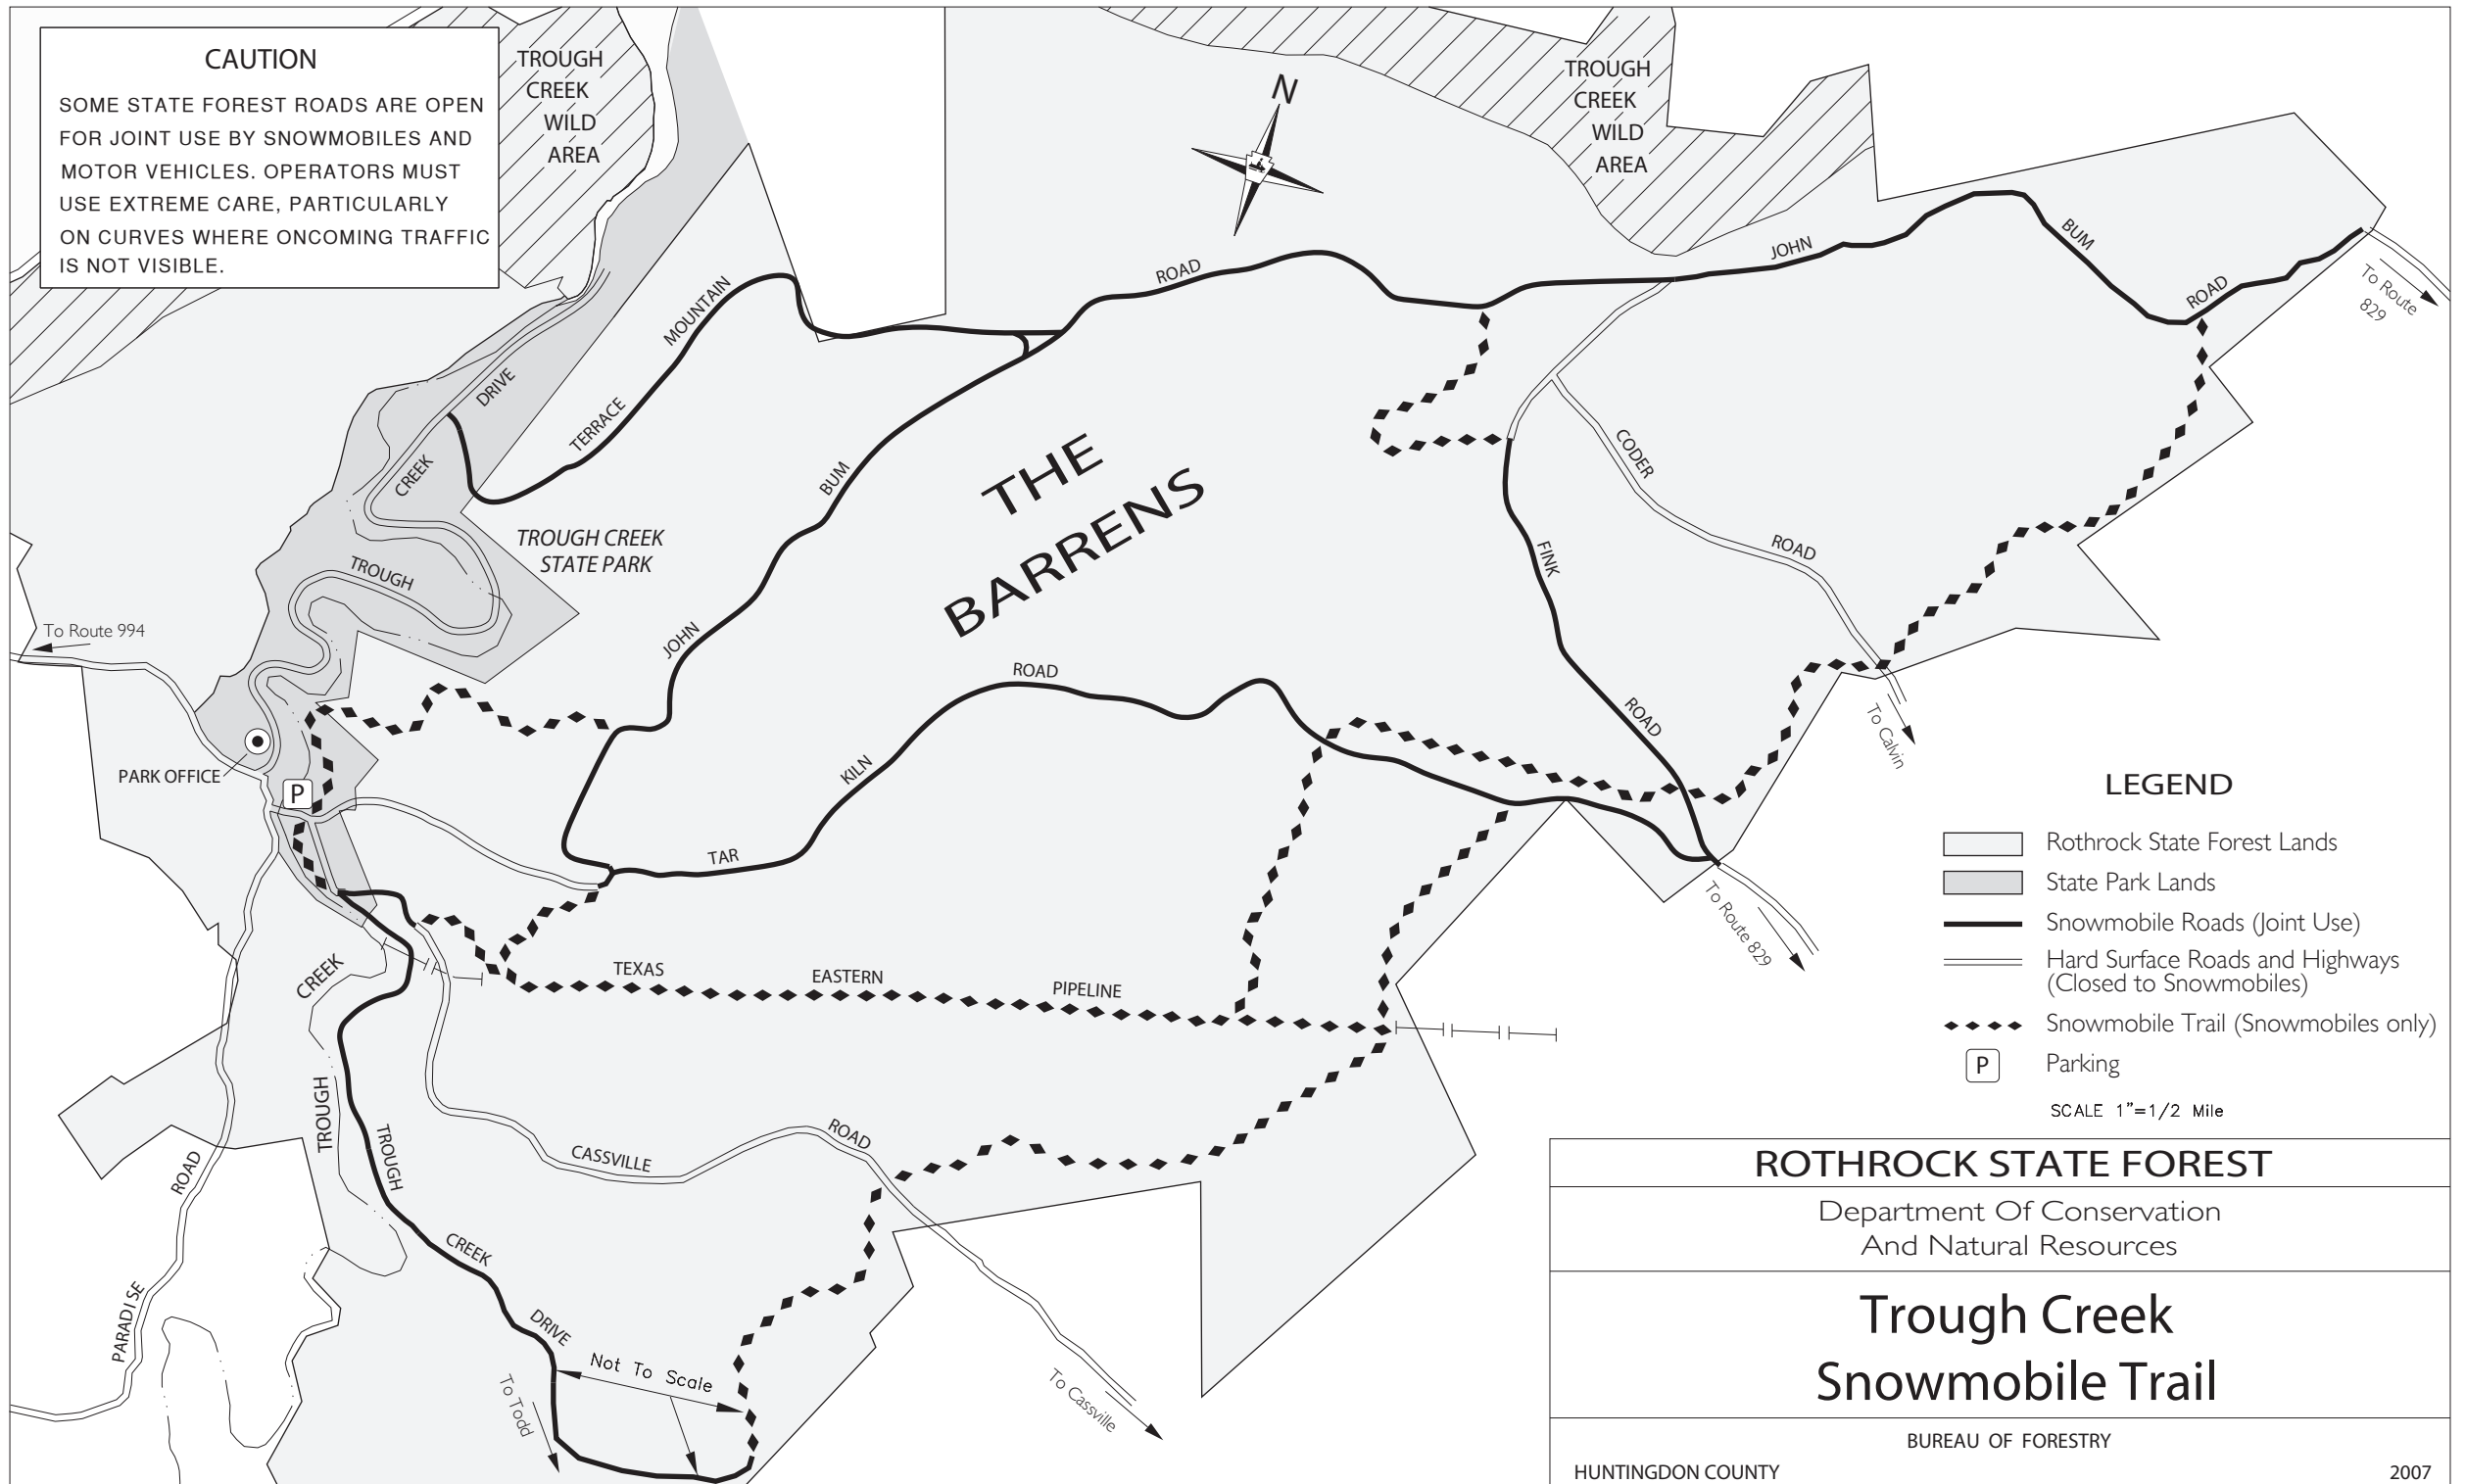 CAUTION
SOME STATE FOREST ROADS ARE OPEN
FOR JOINT USE BY SNOWMOBILES AND
MOTOR VEHICLES. OPERATORS MUST
USE EXTREME CARE, PARTICULARLY
ON CURVES WHERE ONCOMING TRAFFIC
IS NOT VISIBLE.
TROUGH
CREEK
WILD
AREA
N
TROUGH
CREEK
WILD
AREA
JOHN
BUM
ROAD
To Route
829
ROAD
MOUNTAIN
TERRACE
DRIVE
CREEK
TROUGH
TROUGH CREEK
STATE PARK
BUM
JOHN
THE
BARRENS
CODER
ROAD
To Calvin
FINK
ROAD
To Route 994
PARK OFFICE
P
ROAD
KILN
TAR
To Route 829
TEXAS
EASTERN
PIPELINE
CREEK
TROUGH
TROUGH
CREEK
DRIVE
CASSVILLE
ROAD
ROAD
PARADISE
Not To Scale
To Todd
To Cassville
LEGEND
Rothrock State Forest Lands
State Park Lands
Snowmobile Roads (Joint Use)
Hard Surface Roads and Highways
(Closed to Snowmobiles)
Snowmobile Trail (Snowmobiles only)
P Parking
SCALE 1"=1/2 Mile
ROTHROCK STATE FOREST
Department Of Conservation
And Natural Resources
Trough Creek
Snowmobile Trail
BUREAU OF FORESTRY
HUNTINGDON COUNTY 2007